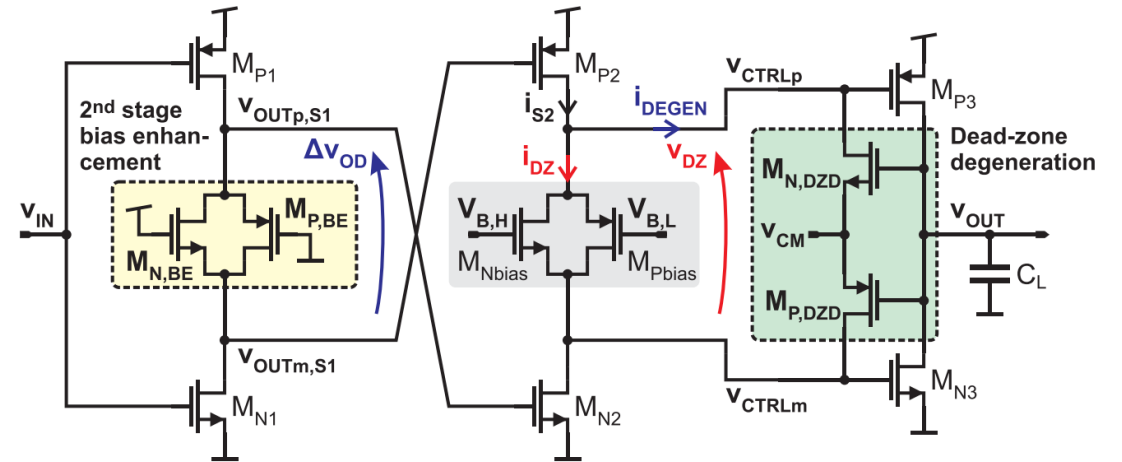 M_P1
M_P2
v_CTRLp
M_P3
2nd stage
bias enhan-
cement
v_OUTp,S1
i_S2
i_DEGEN
Dead-zone
degeneration
Δv_OD
i_DZ
v_DZ
M_N,DZD
v_IN
M_P,BE
V_B,H
V_B,L
v_CM
v_OUT
M_N,BE
M_Nbias
M_Pbias
C_L
M_P,DZD
v_OUTm,S1
M_N3
v_CTRLm
M_N1
M_N2